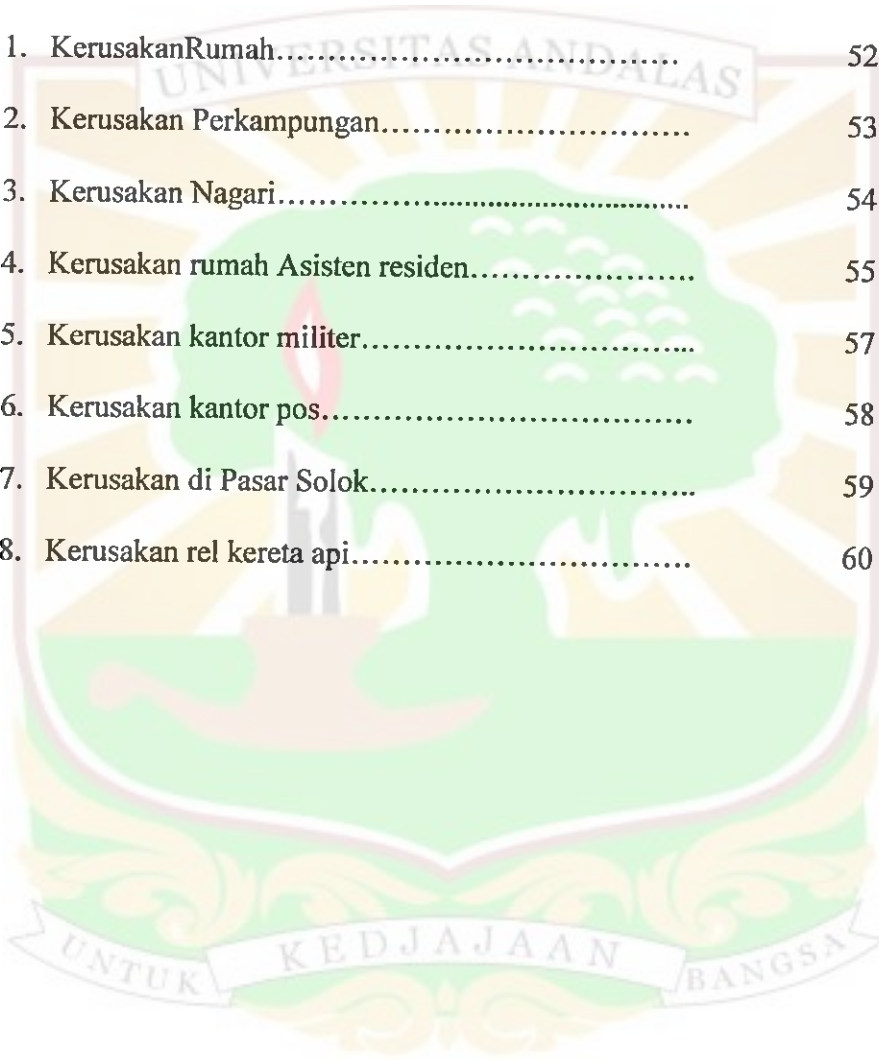 UNIVERSITAS ANDALAS
1. KerusakanRumah........................................ 52
2. Kerusakan Perkampungan............................. 53
3. Kerusakan Nagari.............................................. 54
4. Kerusakan rumah Asisten residen..................... 55
5. Kerusakan kantor militer................................ 57
6. Kerusakan kantor pos................................... 58
7. Kerusakan di Pasar Solok............................... 59
8. Kerusakan rel kereta api................................ 60
UNTUK KEDJAJAAN BANGSA